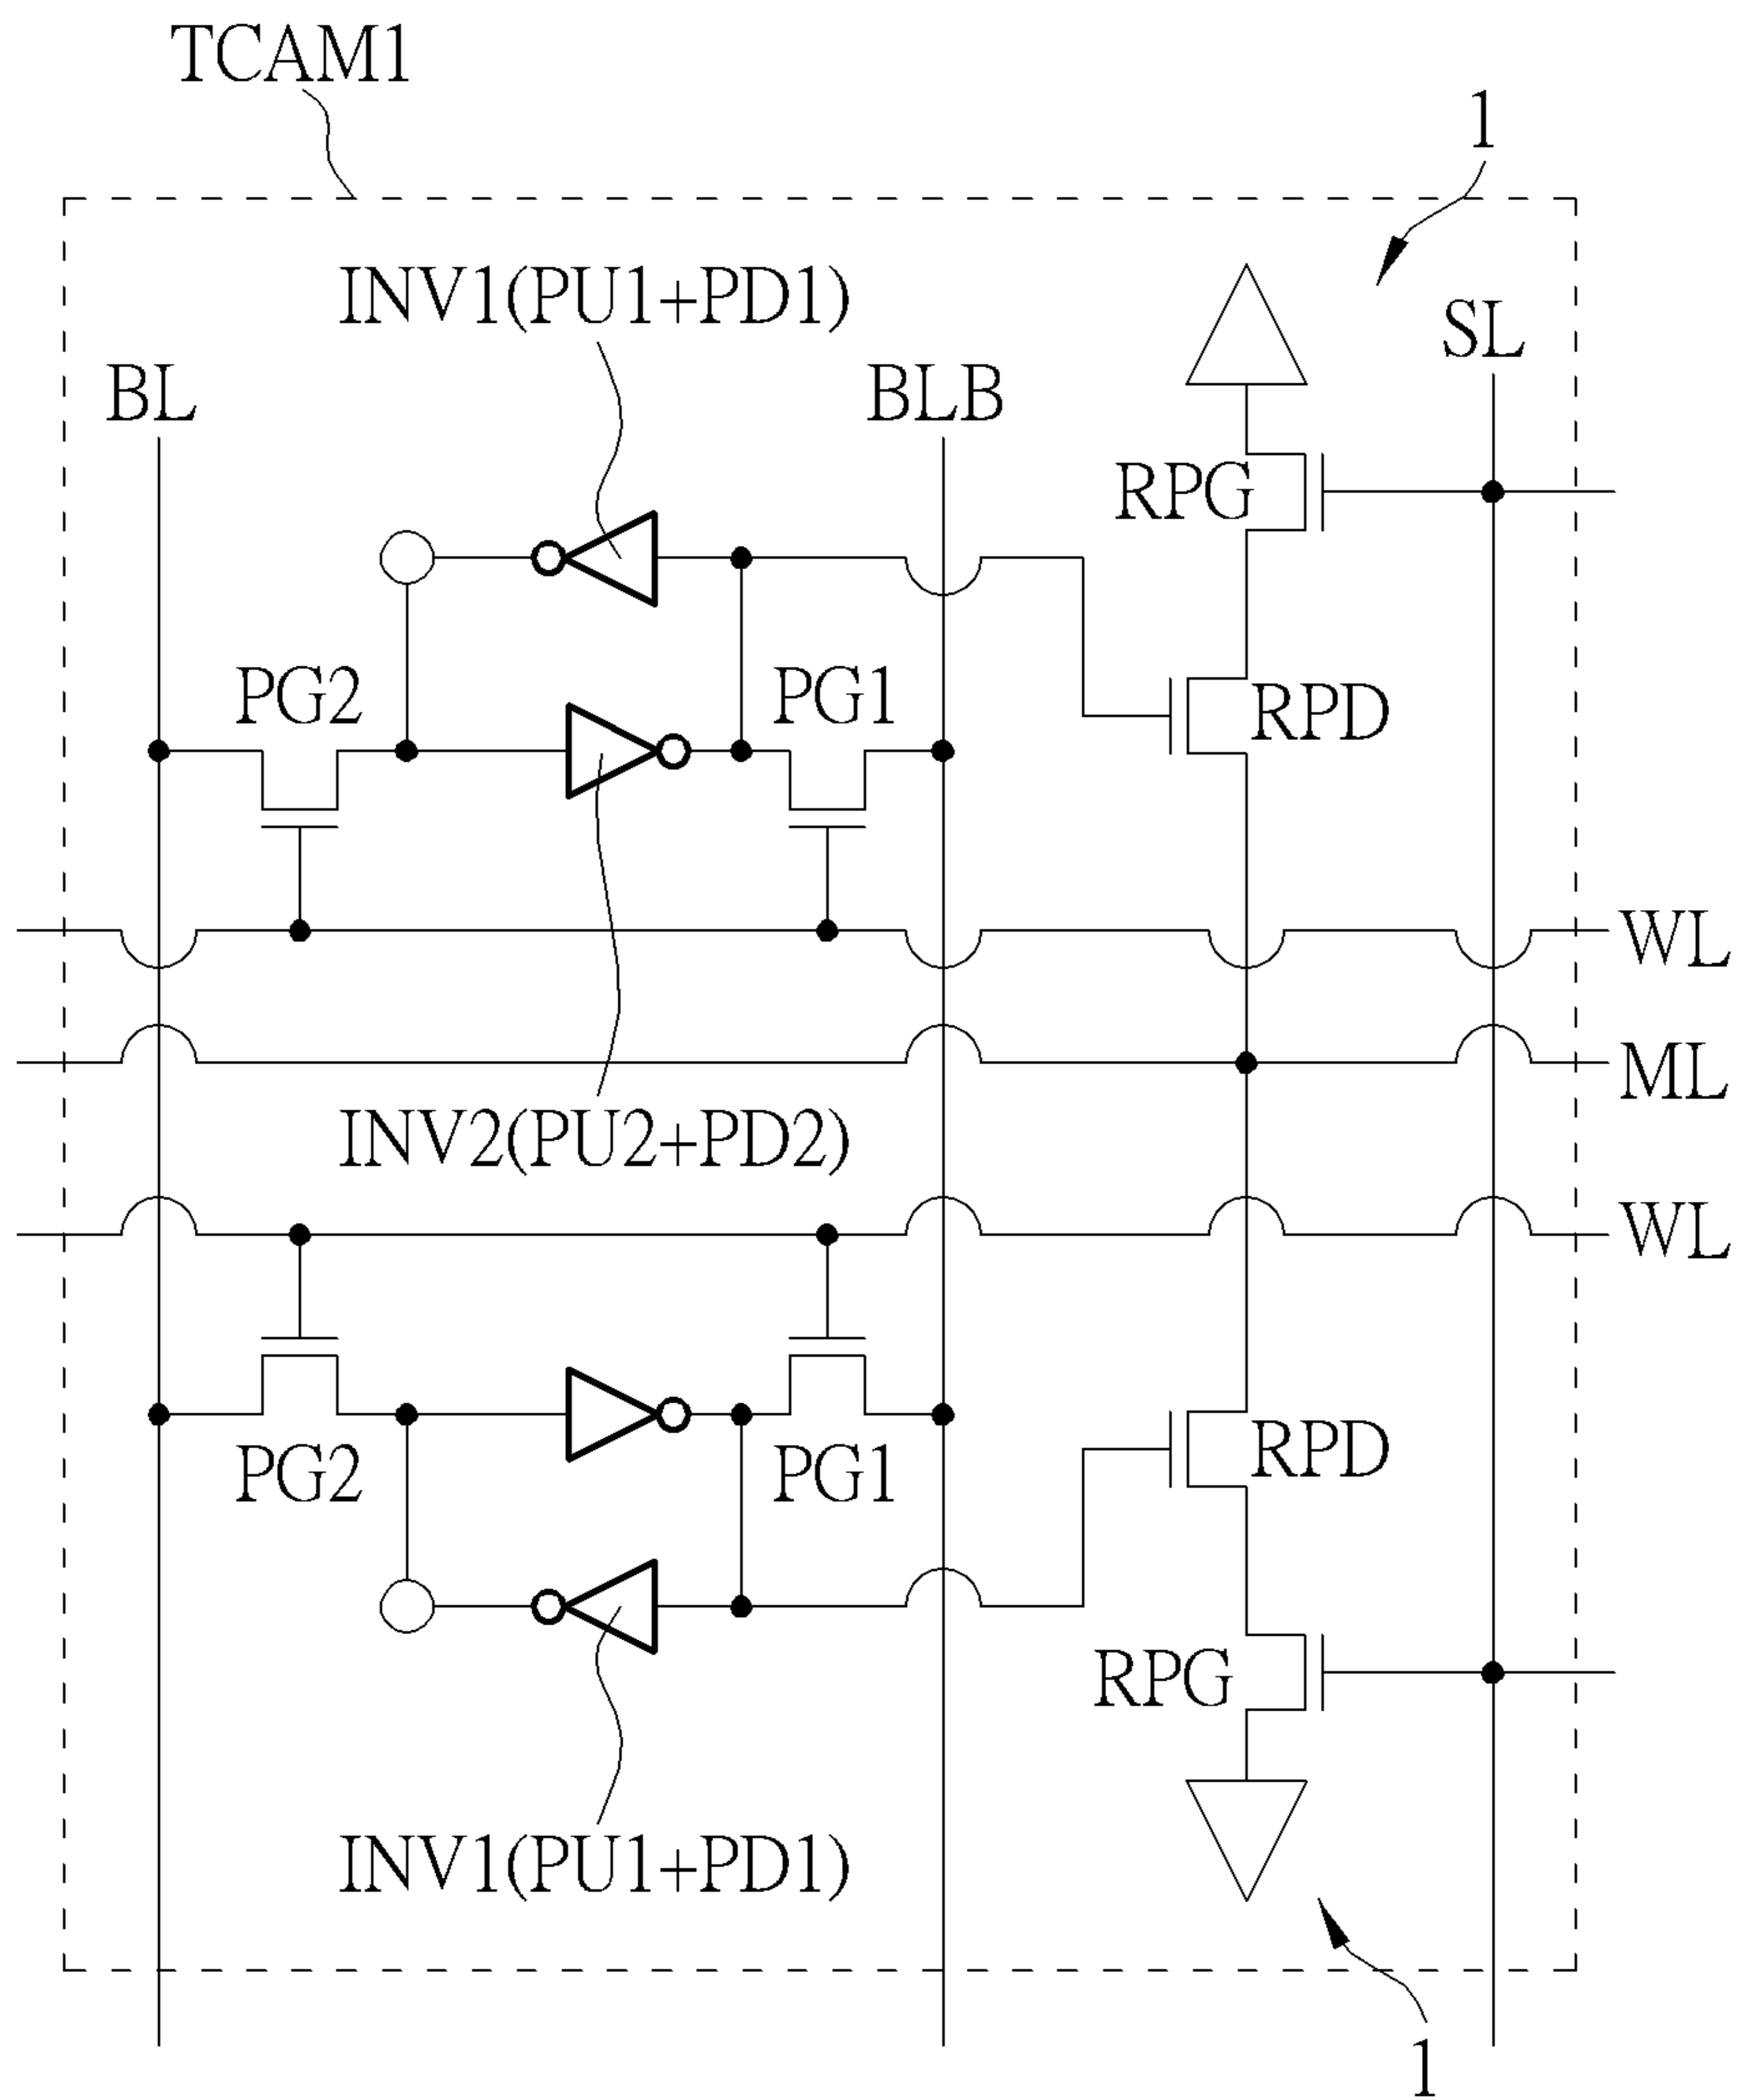 TCAM1
1
INV1(PU1+PD1)
SL
BL
BLB
RPG
PG2
PG1
RPD
WL
ML
INV2(PU2+PD2)
WL
RPD
PG2
PG1
RPG
INV1(PU1+PD1)
1